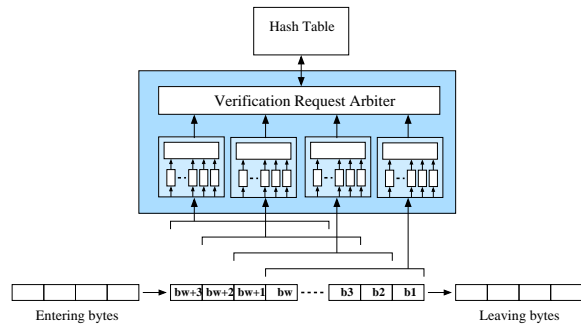 Hash Table
Verification Request Arbiter
bw+3 bw+2 bw+1 bw b3 b2 b1
Entering bytes Leaving bytes